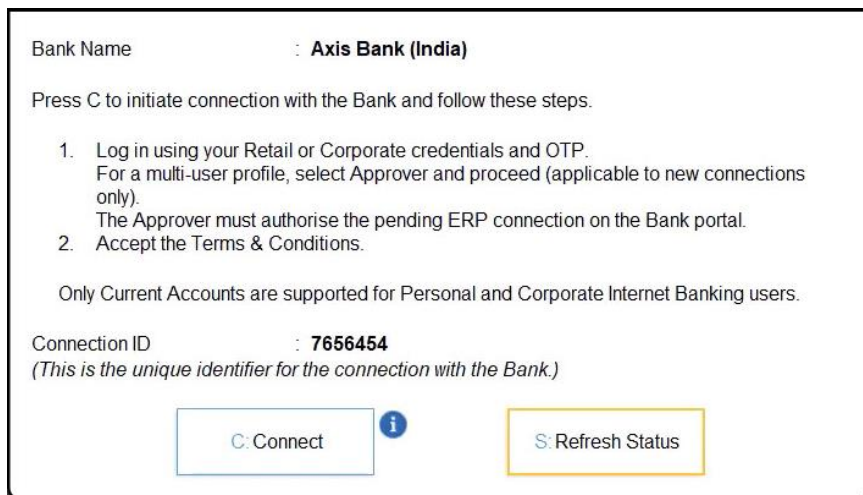 Bank Name : Axis Bank (India)
Press C to initiate connection with the Bank and follow these steps.
1. Log in using your Retail or Corporate credentials and OTP.
For a multi-user profile, select Approver and proceed (applicable to new connections
only).
The Approver must authorise the pending ERP connection on the Bank portal.
2. Accept the Terms & Conditions.
Only Current Accounts are supported for Personal and Corporate Internet Banking users.
Connection ID : 7656454
(This is the unique identifier for the connection with the Bank.)
C: Connect i S: Refresh Status